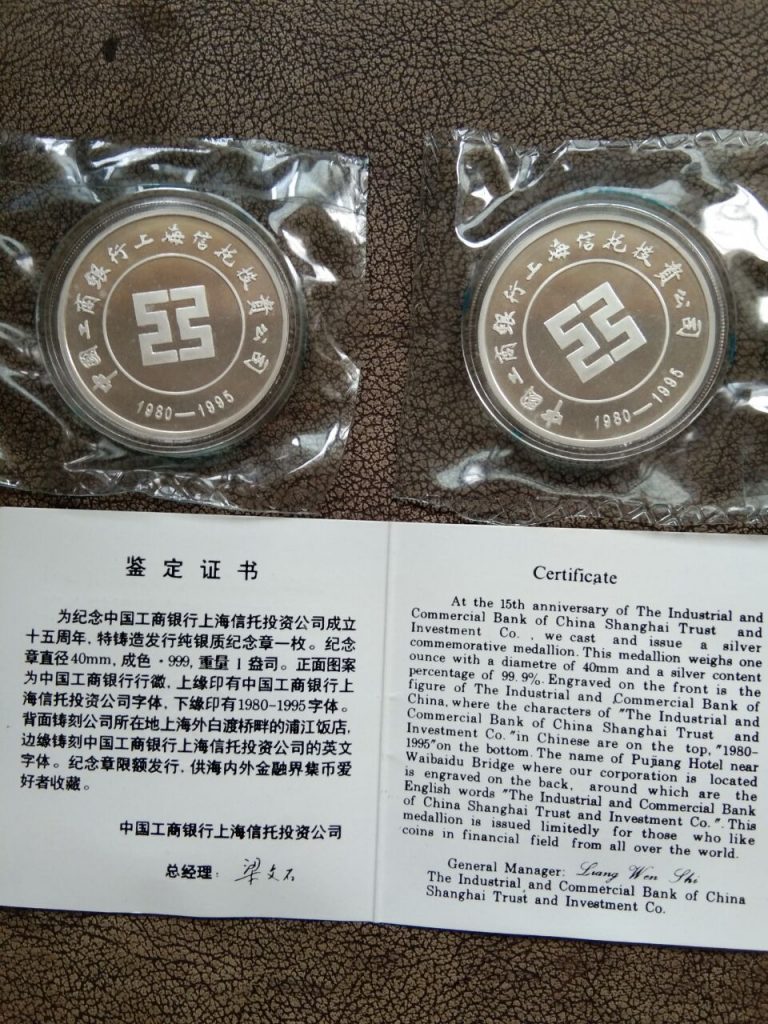 中國工商銀行上海信托投資公司
1980—1995
中國工商銀行上海信托投資公司
1980—1995
鉴定证书
为纪念中国工商银行上海信托投资公司成立
十五周年，特铸造发行纯银质纪念章一枚。纪念
章直径40mm，成色·999，重量1盎司。正面图案
为中国工商银行行徽，上缘印有中国工商银行上
海信托投资公司字体，下缘印有1980-1995字体。
背面铸刻公司所在地上海外白渡桥畔的浦江饭店，
边缘铸刻中国工商银行上海信托投资公司的英文
字体。纪念章限额发行，供海内外金融界集币爱
好者收藏。
中国工商银行上海信托投资公司
总经理：梁文石
Certificate
At the 15th anniversary of The Industrial and
Commercial Bank of China Shanghai Trust and
Investment Co., we cast and issue a silver
commemorative medallion. This medallion weighs one
ounce with a diametre of 40mm and a silver content
percentage of 99.9%. Engraved on the front is the
figure of The Industrial and Commercial Bank of
China, where the characters of "The Industrial and
Commercial Bank of China Shanghai Trust and
Investment Co. "in Chinese are on the top, "1980-
1995"on the bottom. The name of Pujiang Hotel near
Waibaidu Bridge where our corporation is located
is engraved on the back, around which are the
English words "The Industrial and Commercial Bank
of China Shanghai Trust and Investment Co.". This
medallion is issued limitedly for those who like
coins in financial field from all over the world.
General Manager: Liang Wen Shi
The Industrial and Commercial Bank of China
Shanghai Trust and Investment Co.